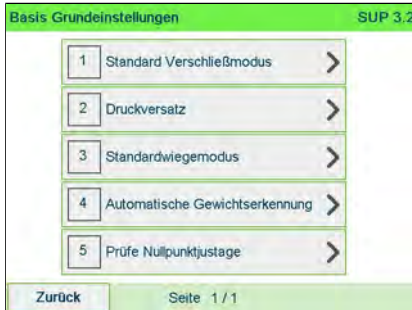 Basis Grundeinstellungen SUP 3.2
1 Standard Verschließmodus
2 Druckversatz
3 Standardwiegemodus
4 Automatische Gewichtserkennung
5 Prüfe Nullpunktjustage
Zurück Seite 1 / 1